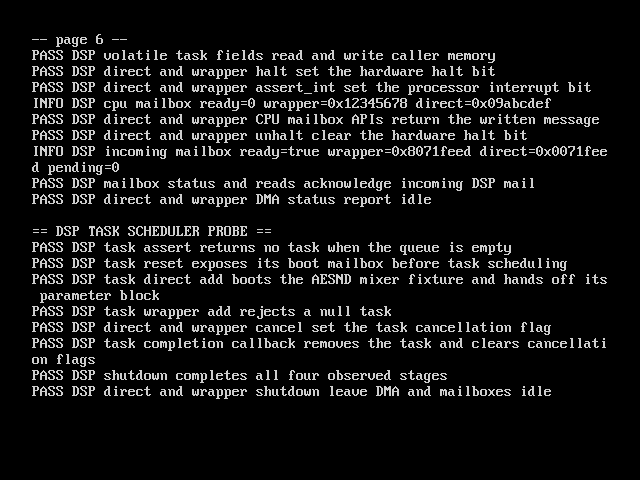 -- page 6 --
PASS DSP volatile task fields read and write caller memory
PASS DSP direct and wrapper halt set the hardware halt bit
PASS DSP direct and wrapper assert_int set the processor interrupt bit
INFO DSP cpu mailbox ready=0 wrapper=0x12345678 direct=0x09abcdef
PASS DSP direct and wrapper CPU mailbox APIs return the written message
PASS DSP direct and wrapper unhalt clear the hardware halt bit
INFO DSP incoming mailbox ready=true wrapper=0x8071feed direct=0x0071fee
d pending=0
PASS DSP mailbox status and reads acknowledge incoming DSP mail
PASS DSP direct and wrapper DMA status report idle

== DSP TASK SCHEDULER PROBE ==
PASS DSP task assert returns no task when the queue is empty
PASS DSP task reset exposes its boot mailbox before task scheduling
PASS DSP task direct add boots the AESND mixer fixture and hands off its
 parameter block
PASS DSP task wrapper add rejects a null task
PASS DSP direct and wrapper cancel set the task cancellation flag
PASS DSP task completion callback removes the task and clears cancellati
on flags
PASS DSP shutdown completes all four observed stages
PASS DSP direct and wrapper shutdown leave DMA and mailboxes idle